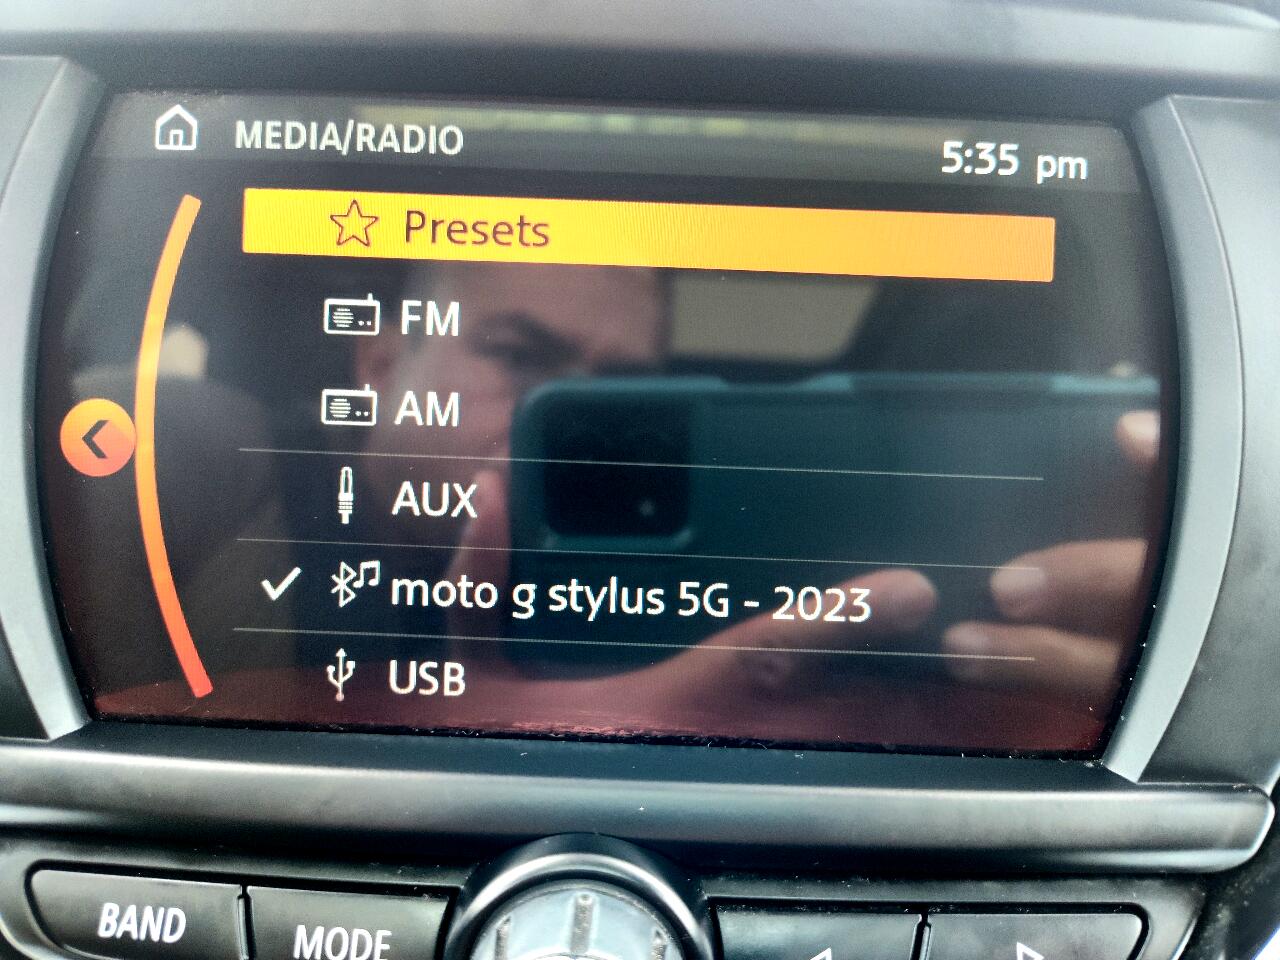 MEDIA/RADIO
5:35 pm
Presets
FM
AM
AUX
moto g stylus 5G - 2023
USB
BAND
MODE